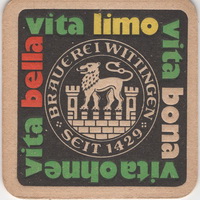 vita limo
vita bona
vita ohne
vita bella
BRAUEREI WITTINGEN
SEIT 1429